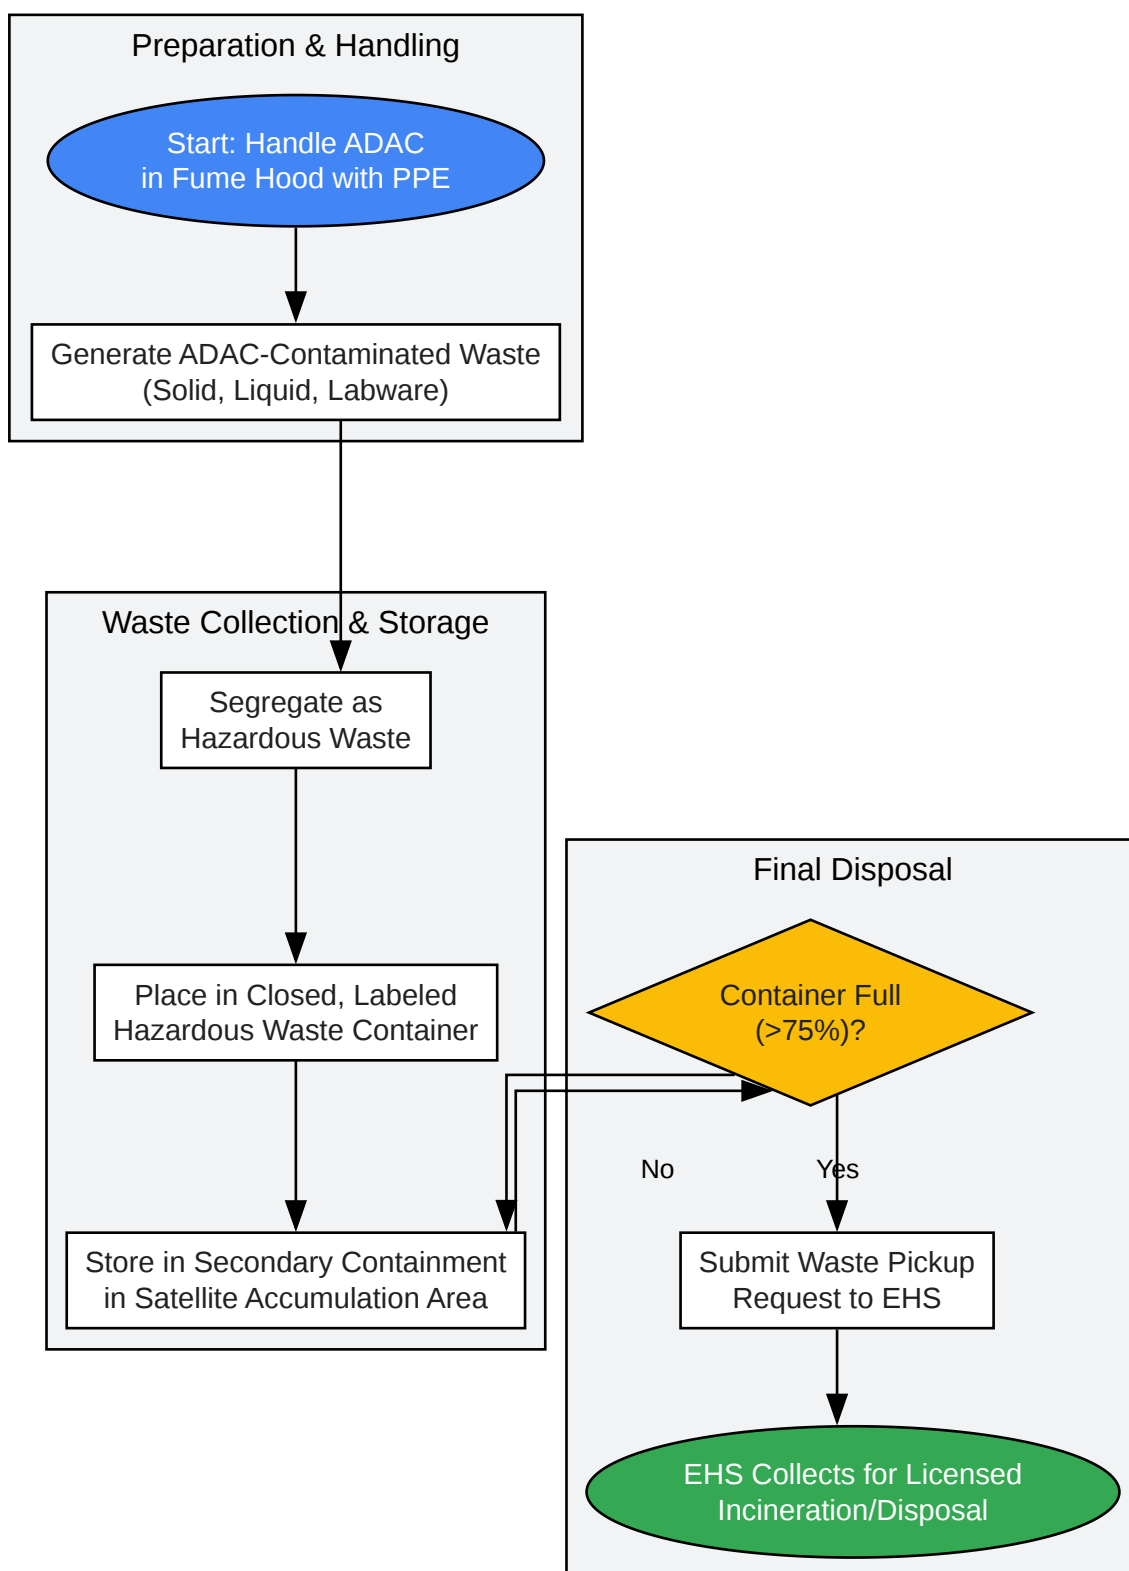 Preparation & Handling
Start: Handle ADAC
in Fume Hood with PPE
Generate ADAC-Contaminated Waste
(Solid, Liquid, Labware)
Waste Collection & Storage
Segregate as
Hazardous Waste
Place in Closed, Labeled
Hazardous Waste Container
Store in Secondary Containment
in Satellite Accumulation Area
Final Disposal
Container Full
(>75%)?
No
Yes
Submit Waste Pickup
Request to EHS
EHS Collects for Licensed
Incineration/Disposal